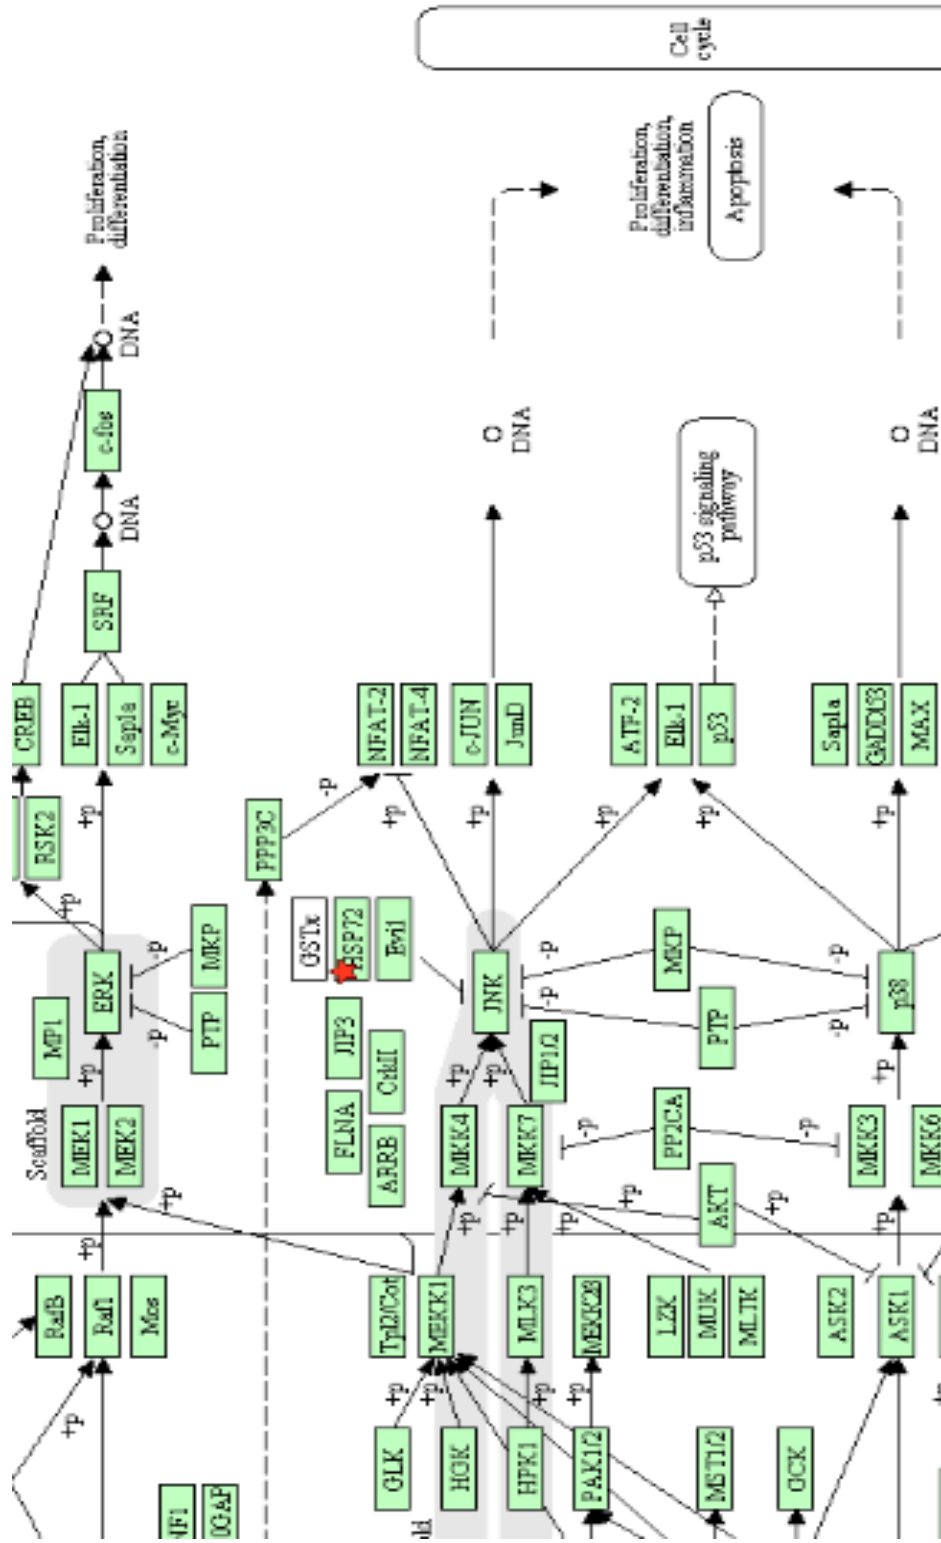 Cell
cycle
Proliferation,
differentiation
Proliferation,
differentiation,
inflammation
Apoptosis
DNA
c-fos
DNA
DNA
p53 signaling
pathway
DNA
SRF
CREB
Elk-1
Sap1a
c-Myc
NFAT-2
NFAT-4
c-JUN
JunD
ATF-2
Elk-1
p53
Sap1a
GADD153
MAX
RSK2
+p
+p
PPP3C
-p
+p
+p
+p
+p
+p
GSTx
HSP72
Evi1
MKP
-p
MKP
-p
-p
MP1
ERK
PTP
-p
JIP3
CrkII
JNK
JIP1/2
-p
PTP
-p
p38
Scaffold
MEK1
MEK2
+p
FLNA
ARRB
MKK4
MKK7
+p
+p
PP2CA
-p
-p
MKK3
MKK6
+p
+p
+p
+p
+p
+p
+p
AKT
+p
+p
RafB
Raf1
Mos
Tpl2/Cot
MEKK1
MLK3
MEKK2/3
LZK
MUK
MLTK
ASK2
ASK1
+p
+p
+p
+p
+p
GLK
HGK
HPK1
PAK1/2
MST1/2
GCK
NF1
0GAP
ld